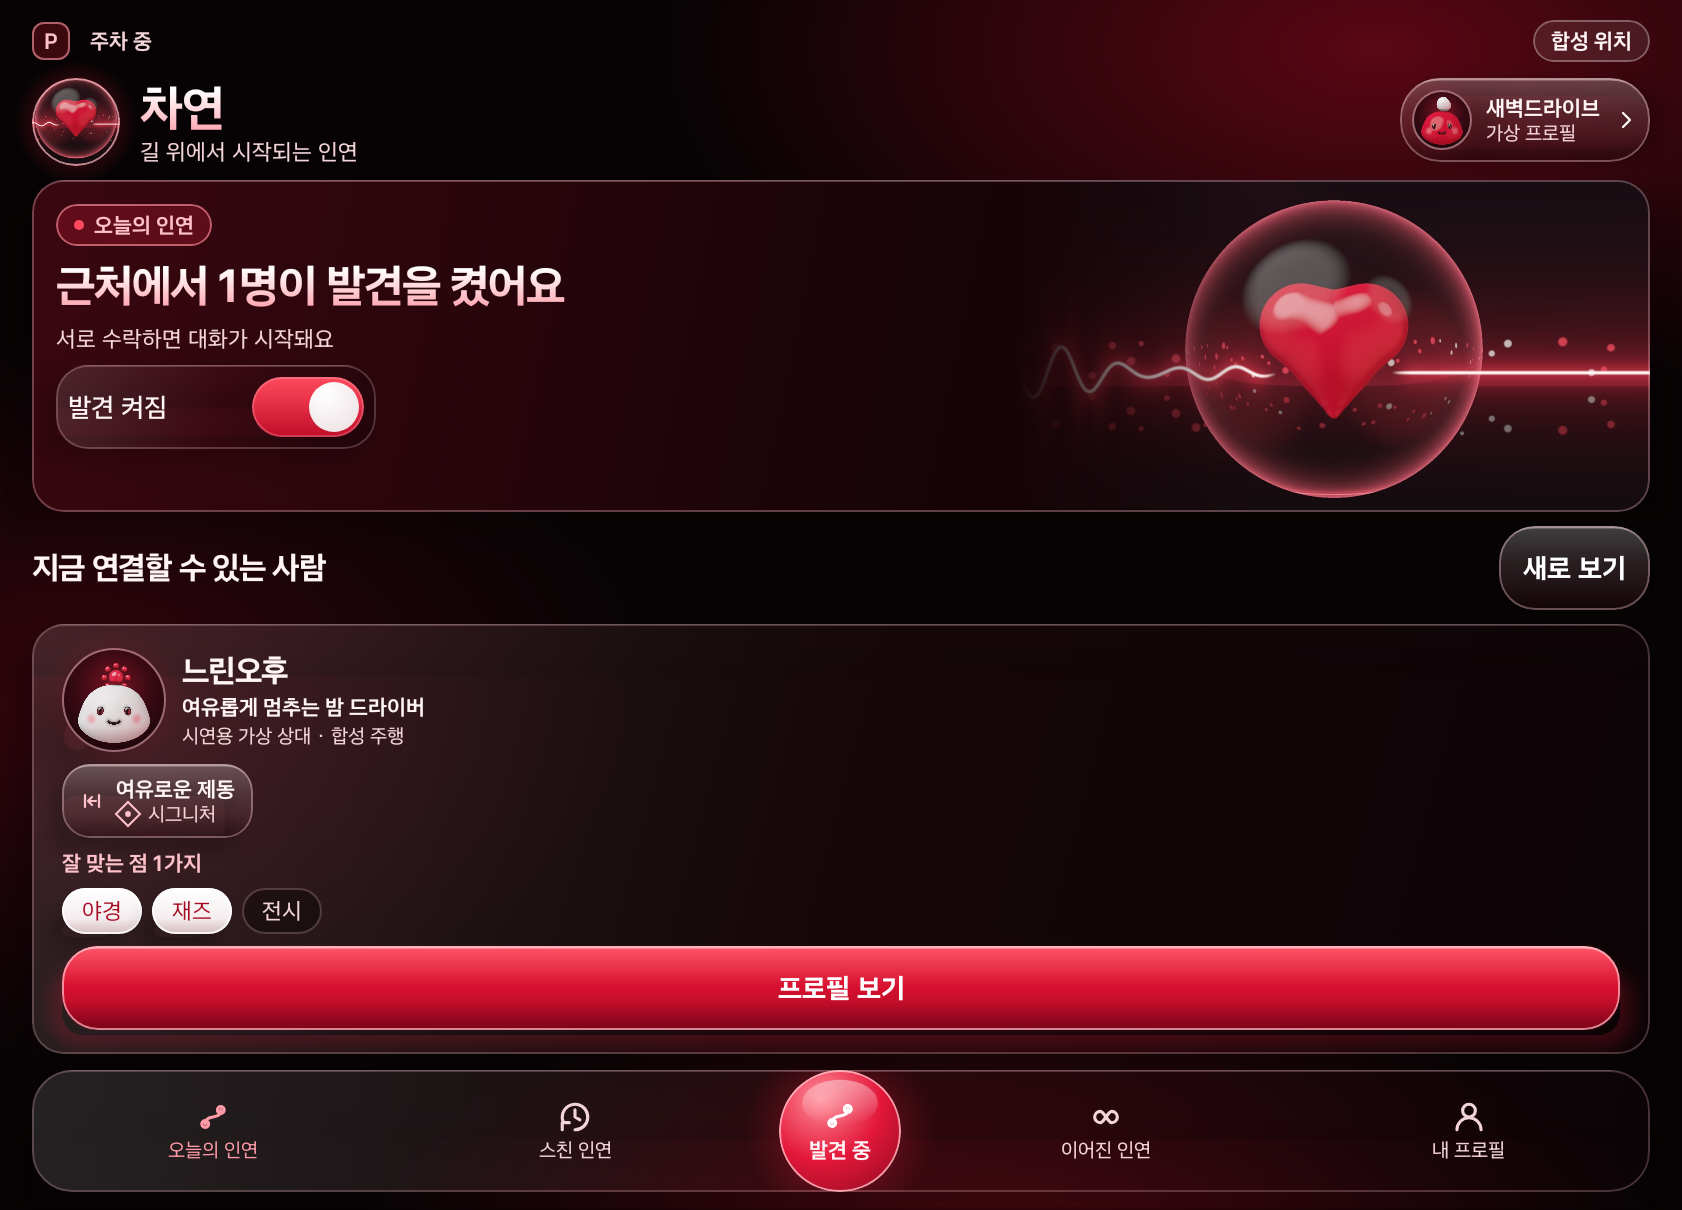 P 주차 중
합성 위치
차연
길 위에서 시작되는 인연
새벽드라이브
가상 프로필
오늘의 인연
근처에서 1명이 발견을 켰어요
서로 수락하면 대화가 시작돼요
발견 켜짐
지금 연결할 수 있는 사람
새로 보기
느린오후
여유롭게 멈추는 밤 드라이버
시연용 가상 상대 · 합성 주행
여유로운 제동
시그니처
잘 맞는 점 1가지
야경 재즈 전시
프로필 보기
오늘의 인연
스친 인연
발견 중
이어진 인연
내 프로필